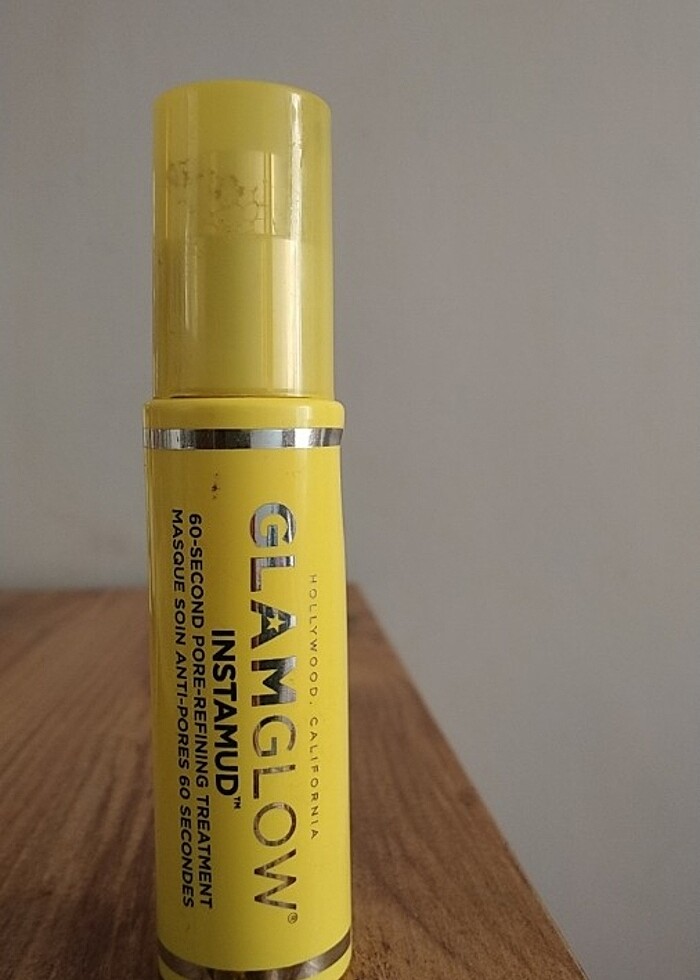 HOLLYWOOD, CALIFORNIA
GLAMGLOW®
INSTAMUD™
60-SECOND PORE-REFINING TREATMENT
MASQUE SOIN ANTI-PORES 60 SECONDES